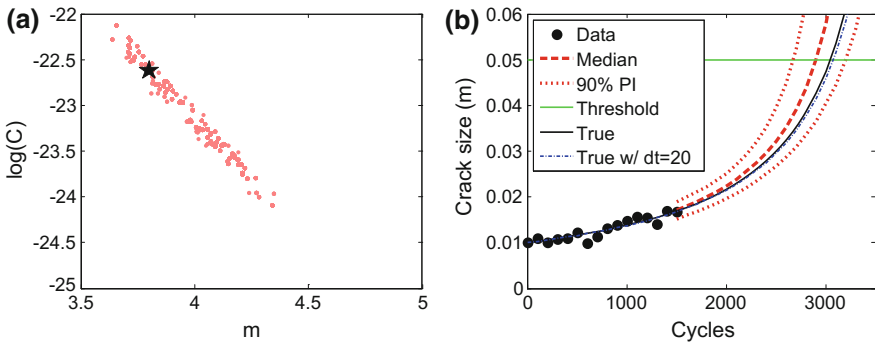 (a)
-22
-22.5
-23
-23.5
-24
-24.5
-25
log(C)
3.5 4 4.5 5
m
(b)
0.06
0.05
0.04
0.03
0.02
0.01
0
Crack size (m)
Data
Median
90% PI
Threshold
True
True w/ dt=20
0 1000 2000 3000
Cycles